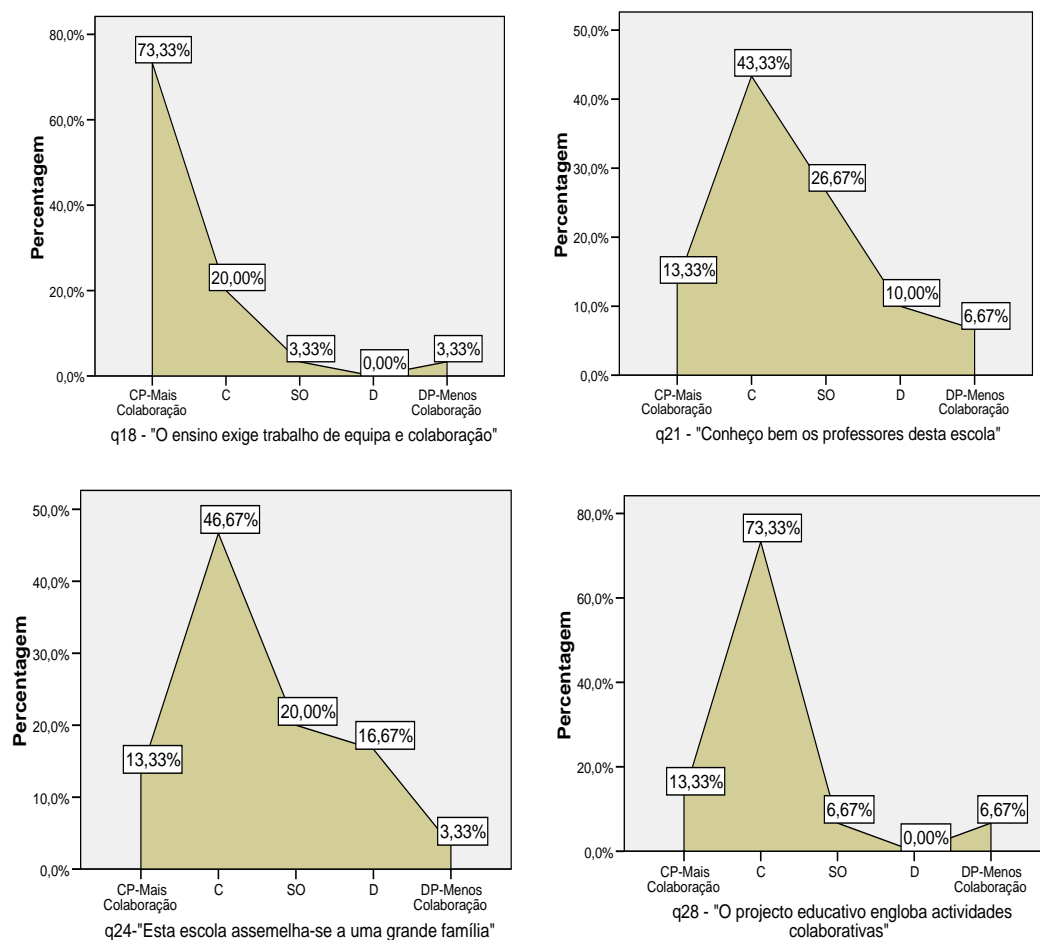 80,0%
60,0%
40,0%
20,0%
0,0%
Percentagem
73,33%
20,00%
3,33%
0,00%
3,33%
CP-Mais
Colaboração
C
SO
D
DP-Menos
Colaboração
q18 - "O ensino exige trabalho de equipa e colaboração"
50,0%
40,0%
30,0%
20,0%
10,0%
0,0%
Percentagem
13,33%
43,33%
26,67%
10,00%
6,67%
CP-Mais
Colaboração
C
SO
D
DP-Menos
Colaboração
q21 - "Conheço bem os professores desta escola"
50,0%
40,0%
30,0%
20,0%
10,0%
0,0%
Percentagem
13,33%
46,67%
20,00%
16,67%
3,33%
CP-Mais
Colaboração
C
SO
D
DP-Menos
Colaboração
q24-"Esta escola assemelha-se a uma grande família"
80,0%
60,0%
40,0%
20,0%
0,0%
Percentagem
13,33%
73,33%
6,67%
0,00%
6,67%
CP-Mais
Colaboração
C
SO
D
DP-Menos
Colaboração
q28 - "O projecto educativo engloba actividades
colaborativas"